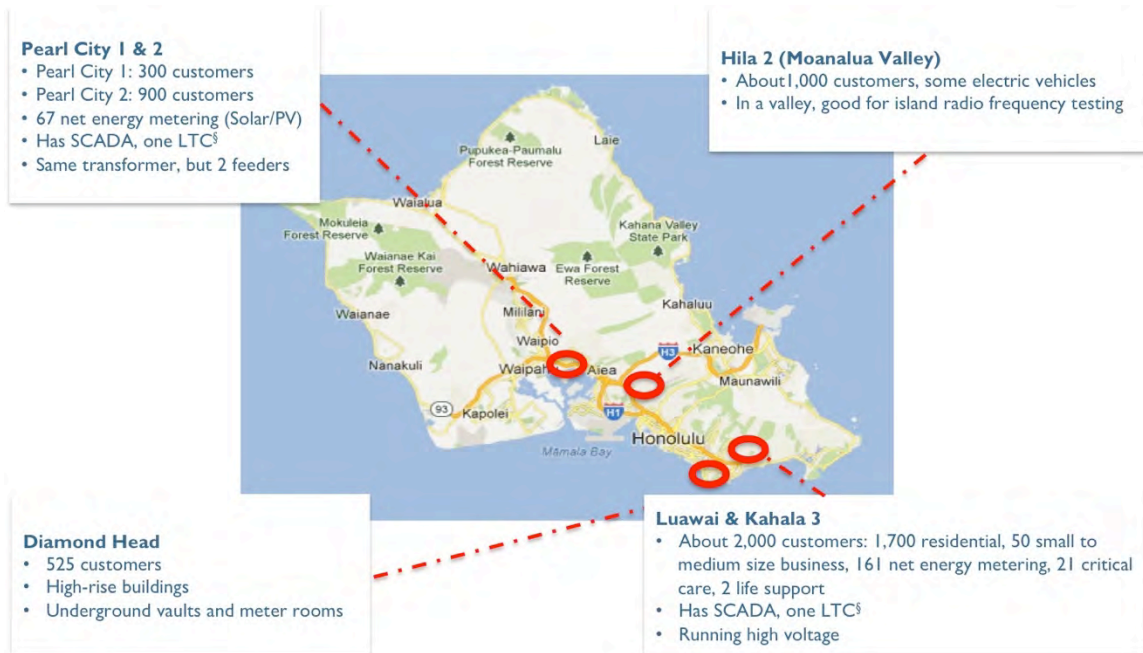 Pearl City 1 & 2
• Pearl City 1: 300 customers
• Pearl City 2: 900 customers
• 67 net energy metering (Solar/PV)
• Has SCADA, one LTC§
• Same transformer, but 2 feeders
Hila 2 (Moanalua Valley)
• About1,000 customers, some electric vehicles
• In a valley, good for island radio frequency testing
Laie
Pupukea-Paumalu
Forest Reserve
Waialua
Mokuleia
Forest Reserve
Kahana Valley
State Park
Waianae Kai
Forest Reserve
Wahiawa
Ewa Forest
Reserve
Waianae
Mililani
Kahaluu
Waipio
H3
Kaneohe
Nanakuli
Waipahu
Aiea
Maunawili
93
Kapolei
H1
Honolulu
Māmala Bay
Diamond Head
• 525 customers
• High-rise buildings
• Underground vaults and meter rooms
Luawai & Kahala 3
• About 2,000 customers: 1,700 residential, 50 small to
medium size business, 161 net energy metering, 21 critical
care, 2 life support
• Has SCADA, one LTC§
• Running high voltage